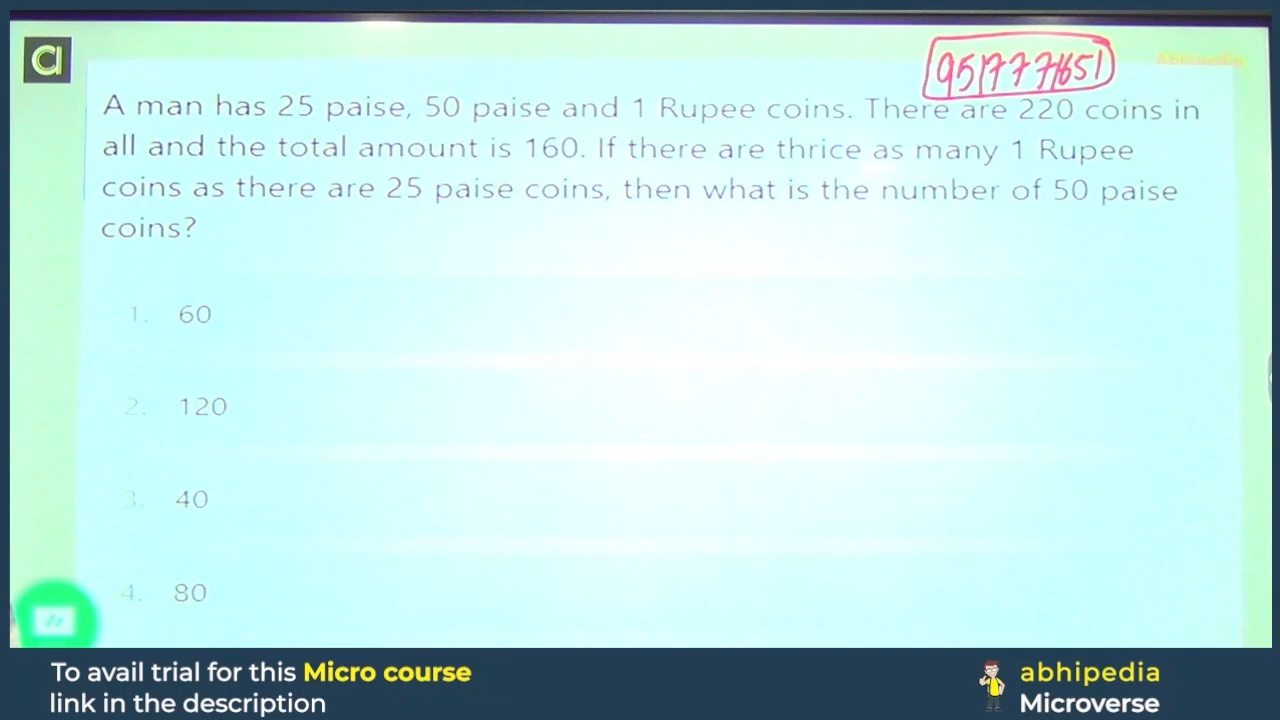 9517771651
A man has 25 paise, 50 paise and 1 Rupee coins. There are 220 coins in
all and the total amount is 160. If there are thrice as many 1 Rupee
coins as there are 25 paise coins, then what is the number of 50 paise
coins?
1. 60
2. 120
3. 40
4. 80
To avail trial for this Micro course
link in the description
abhipedia
Microverse